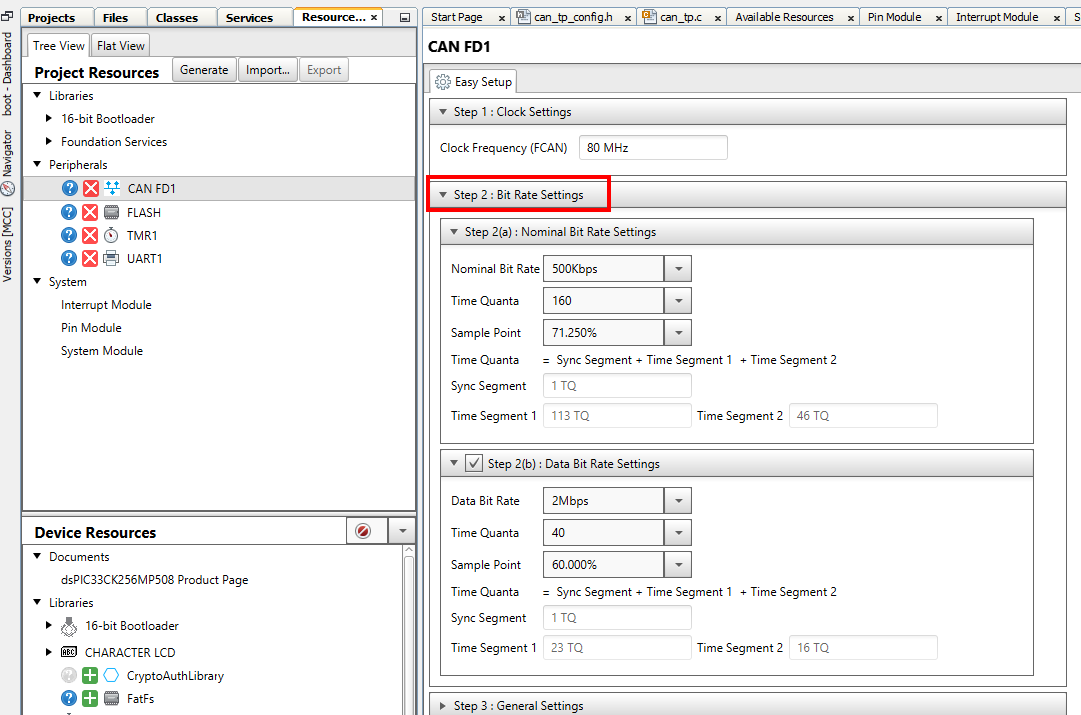 Projects Files Classes Services Resource...
Start Page can_tp_config.h can_tp.c Available Resources Pin Module Interrupt Module S
boot - Dashboard
Navigator
Versions [MCC]
Tree View Flat View
Project Resources Generate Import... Export
Libraries
16-bit Bootloader
Foundation Services
Peripherals
CAN FD1
FLASH
TMR1
UART1
System
Interrupt Module
Pin Module
System Module
Device Resources
Documents
dsPIC33CK256MP508 Product Page
Libraries
16-bit Bootloader
ABC CHARACTER LCD
CryptoAuthLibrary
FatFs
CAN FD1
Easy Setup
Step 1 : Clock Settings
Clock Frequency (FCAN) 80 MHz
Step 2 : Bit Rate Settings
Step 2(a) : Nominal Bit Rate Settings
Nominal Bit Rate 500Kbps
Time Quanta 160
Sample Point 71.250%
Time Quanta = Sync Segment + Time Segment 1 + Time Segment 2
Sync Segment 1 TQ
Time Segment 1 113 TQ Time Segment 2 46 TQ
Step 2(b) : Data Bit Rate Settings
Data Bit Rate 2Mbps
Time Quanta 40
Sample Point 60.000%
Time Quanta = Sync Segment + Time Segment 1 + Time Segment 2
Sync Segment 1 TQ
Time Segment 1 23 TQ Time Segment 2 16 TQ
Step 3 : General Settings